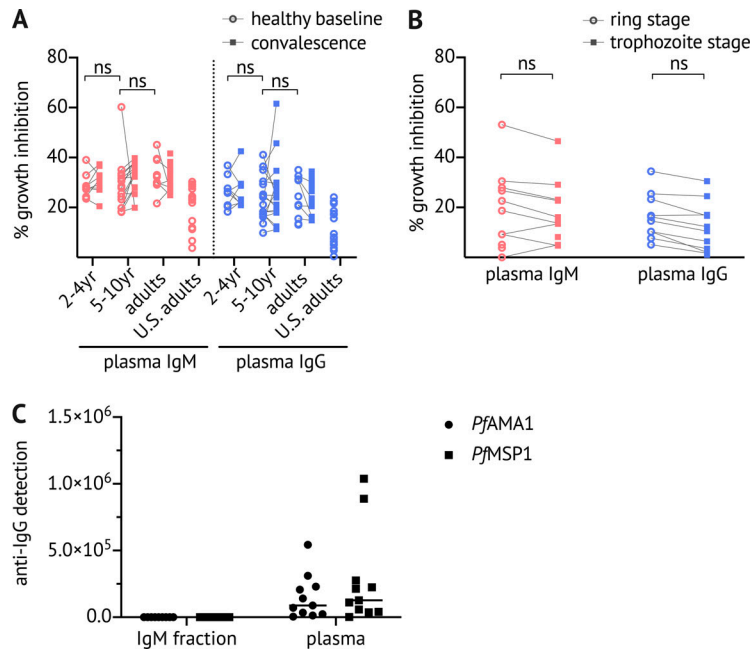 A
healthy baseline
convalescence
80
60
40
20
% growth inhibition
ns
ns
ns
ns
2-4yr
5-10yr
adults
U.S. adults
2-4yr
5-10yr
adults
U.S. adults
plasma IgM
plasma IgG
B
ring stage
trophozoite stage
80
60
40
20
% growth inhibition
ns
ns
plasma IgM
plasma IgG
C
1.5×10⁶
1.0×10⁶
5.0×10⁵
0.0
anti-IgG detection
PfAMA1
PfMSP1
IgM fraction
plasma